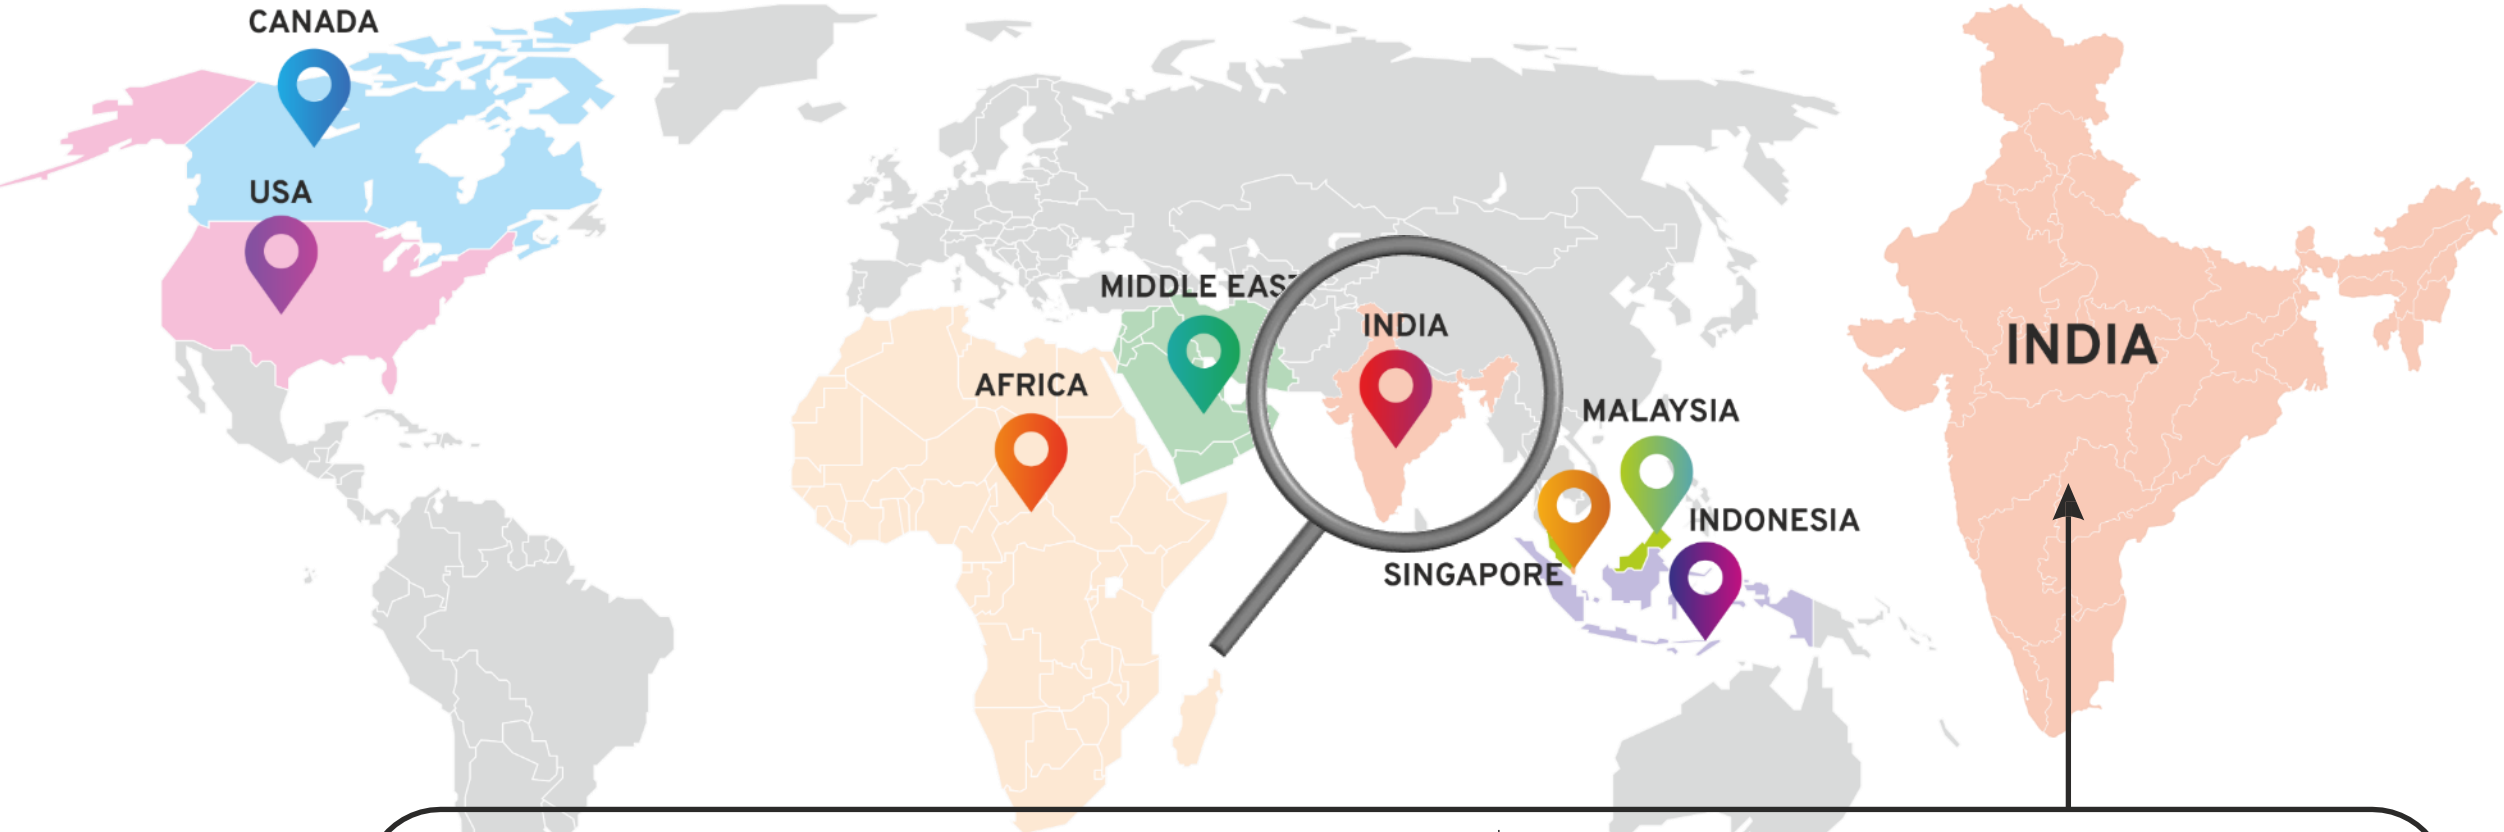 CANADA
USA
MIDDLE EAST
INDIA
INDIA
AFRICA
MALAYSIA
INDONESIA
SINGAPORE